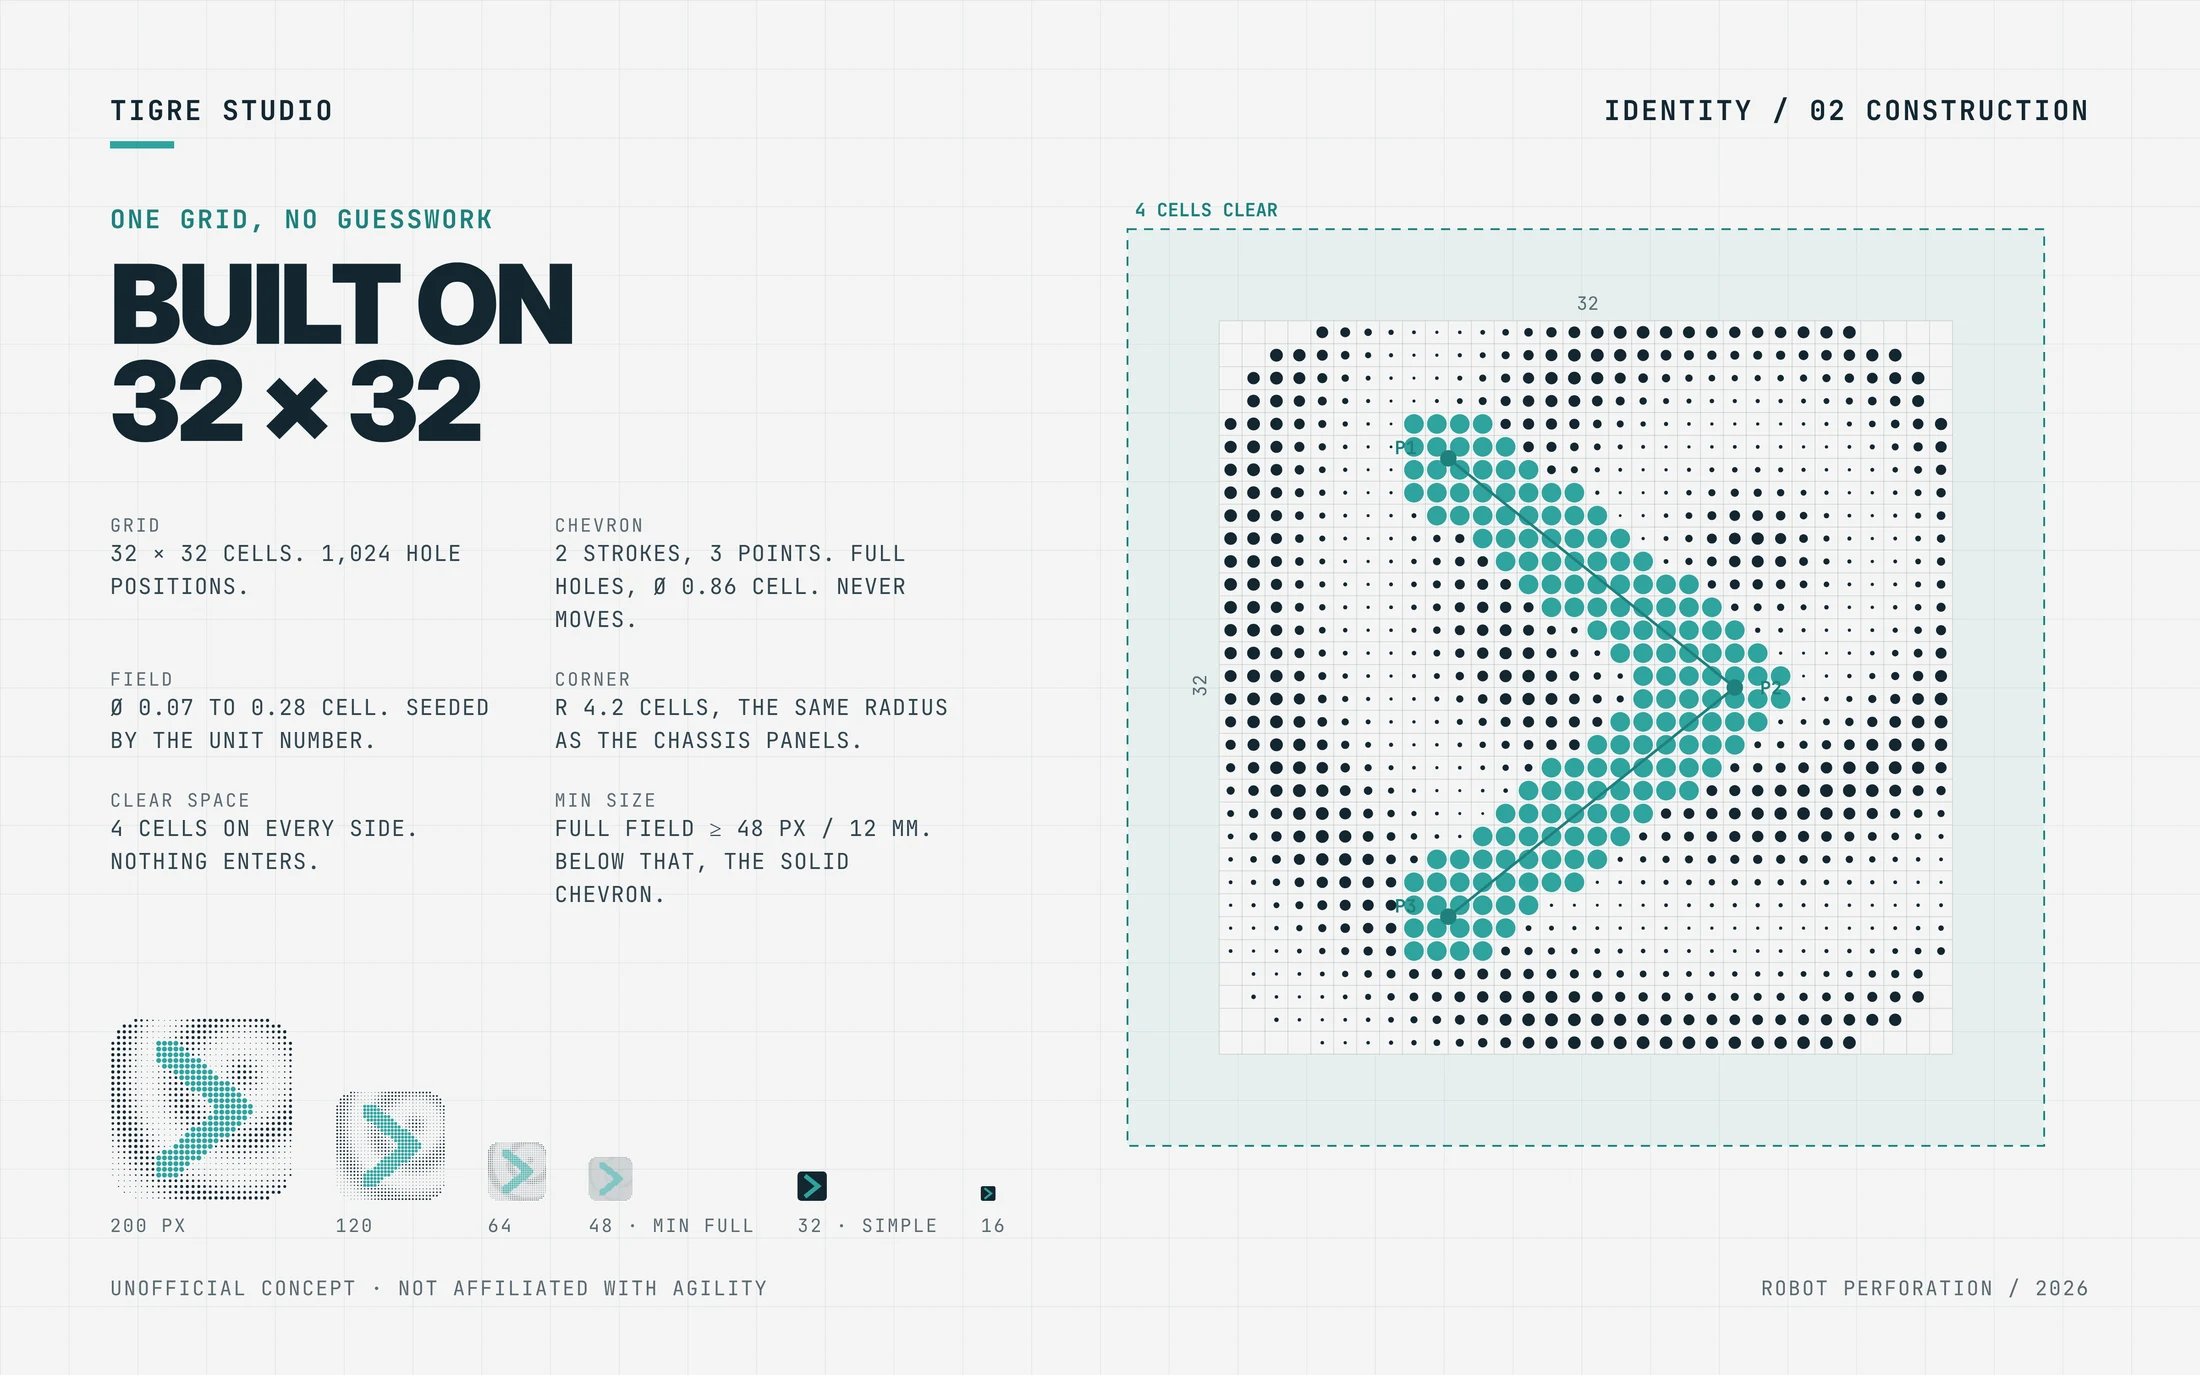 TIGRE STUDIO
IDENTITY / 02 CONSTRUCTION
ONE GRID, NO GUESSWORK
BUILT ON
32 × 32
GRID
32 × 32 CELLS. 1,024 HOLE
POSITIONS.
CHEVRON
2 STROKES, 3 POINTS. FULL
HOLES, Ø 0.86 CELL. NEVER
MOVES.
FIELD
Ø 0.07 TO 0.28 CELL. SEEDED
BY THE UNIT NUMBER.
CORNER
R 4.2 CELLS, THE SAME RADIUS
AS THE CHASSIS PANELS.
CLEAR SPACE
4 CELLS ON EVERY SIDE.
NOTHING ENTERS.
MIN SIZE
FULL FIELD ≥ 48 PX / 12 MM.
BELOW THAT, THE SOLID
CHEVRON.
200 PX
120
64
48 · MIN FULL
32 · SIMPLE
16
4 CELLS CLEAR
32
32
P1
P2
P3
UNOFFICIAL CONCEPT · NOT AFFILIATED WITH AGILITY
ROBOT PERFORATION / 2026